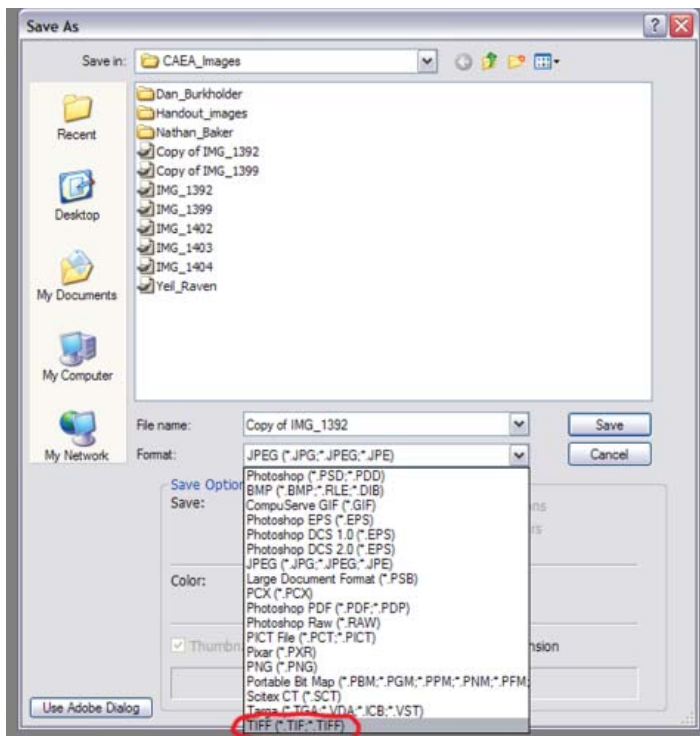 Save As
Save in:
CAEA_Images
Recent
Desktop
My Documents
My Computer
My Network
Dan_Burkholder
Handout_images
Nathan_Baker
Copy of IMG_1392
Copy of IMG_1399
IMG_1392
IMG_1399
IMG_1402
IMG_1403
IMG_1404
Yeil_Raven
File name:
Copy of IMG_1392
Save
Format:
JPEG (*.JPG;*.JPEG;*.JPE)
Cancel
Photoshop (*.PSD;*.PDD)
BMP (*.BMP;*.RLE;*.DIB)
CompuServe GIF (*.GIF)
Photoshop EPS (*.EPS)
Photoshop DCS 1.0 (*.EPS)
Photoshop DCS 2.0 (*.EPS)
JPEG (*.JPG;*.JPEG;*.JPE)
Large Document Format (*.PSB)
PCX (*.PCX)
Photoshop PDF (*.PDF;*.PDP)
Photoshop Raw (*.RAW)
PICT File (*.PCT;*.PICT)
Pixar (*.PXR)
PNG (*.PNG)
Portable Bit Map (*.PBM;*.PGM;*.PPM;*.PNM;*.PFM;
Scitex CT (*.SCT)
Targa (*.TGA;*.VDA;*.ICB;*.VST)
TIFF (*.TIF;*.TIFF)
Save
Save:
Color:
Use Adobe Dialog